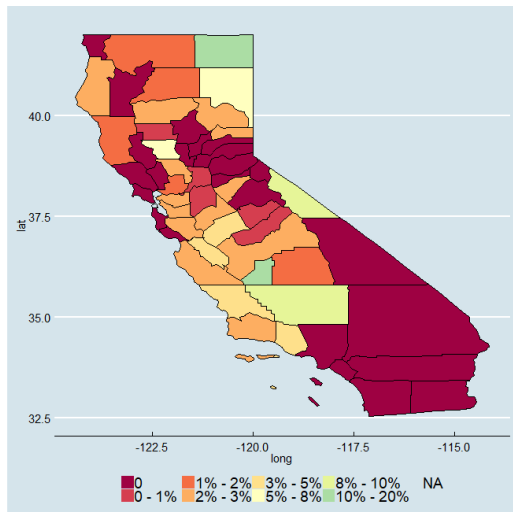 40.0
37.5
lat
35.0
32.5
-122.5 -120.0 -117.5 -115.0
long
0 1% - 2% 3% - 5% 8% - 10% NA
0 - 1% 2% - 3% 5% - 8% 10% - 20%